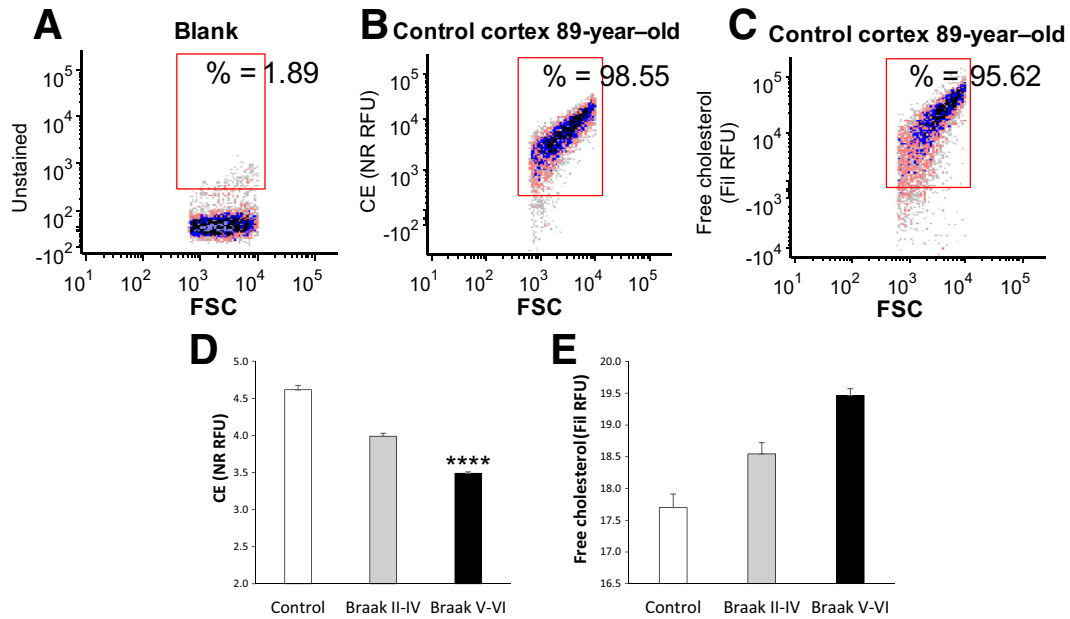 A
Blank
% = 1.89
Unstained
10^5
10^4
10^3
10^2
-10^2
10^1
10^2
10^3
10^4
10^5
FSC
B
Control cortex 89-year–old
% = 98.55
CE (NR RFU)
10^5
10^4
10^3
-10^2
10^1
10^2
10^3
10^4
10^5
FSC
C
Control cortex 89-year–old
% = 95.62
Free cholesterol
(Fil RFU)
10^5
10^4
-10^3
-10^4
10^1
10^2
10^3
10^4
10^5
FSC
D
CE (NR RFU)
5.0
4.5
4.0
3.5
3.0
2.5
2.0
****
Control
Braak II-IV
Braak V-VI
E
Free cholesterol (Fil RFU)
20.0
19.5
19.0
18.5
18.0
17.5
17.0
16.5
Control
Braak II-IV
Braak V-VI